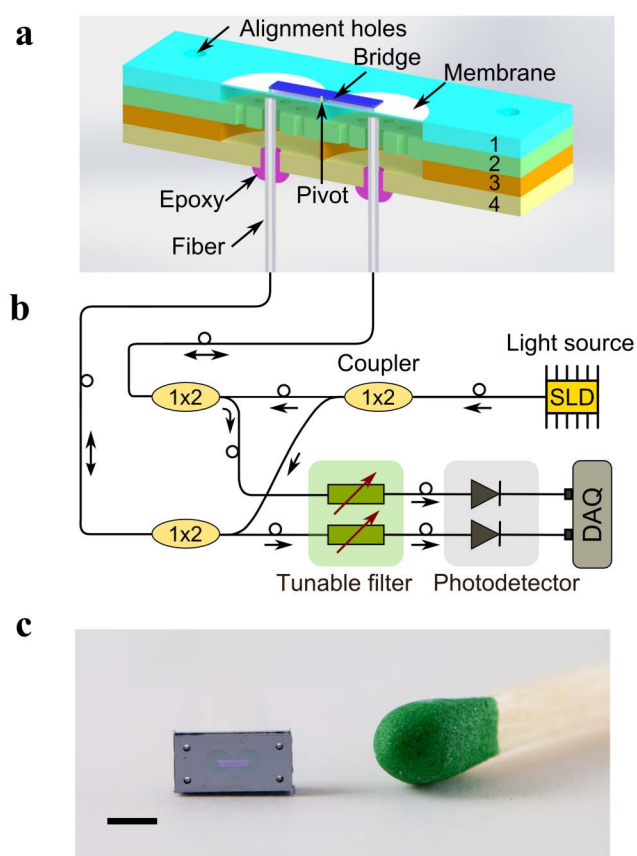 a
Alignment holes
Bridge
Membrane
1
2
3
4
Epoxy
Pivot
Fiber
b
Light source
Coupler
1x2
1x2
SLD
1x2
DAQ
Tunable filter
Photodetector
c